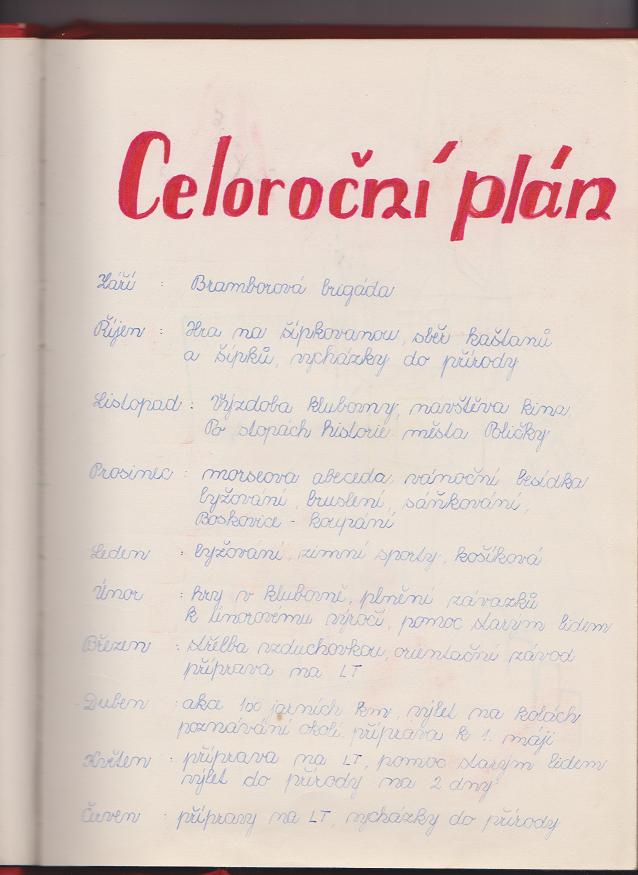 Celoroční plán
Září : Bramborová brigáda
Říjen : Hra na šípkovanou, sběr kaštanů
a šípků, vycházky do přírody
Listopad : Výzdoba klubovny, návštěva kina
Po stopách historie města Poličky
Prosinec : morseova abeceda, vánoční besídka
lyžování, bruslení, sáňkování,
Boskovice - koupání
Leden : lyžování, zimní sporty, košíková
Únor : hry v klubovně, plnění závazků
k únorovému výročí, pomoc starým lidem
Březen : střelba vzduchovkou, orientační závod
příprava na LT
Duben : akce 100 jarních km, výlet na kolách
poznávání okolí, příprava k 1. máji
Květen : příprava na LT, pomoc starým lidem
výlet do přírody na 2 dny
Červen : přípravy na LT, vycházky do přírody